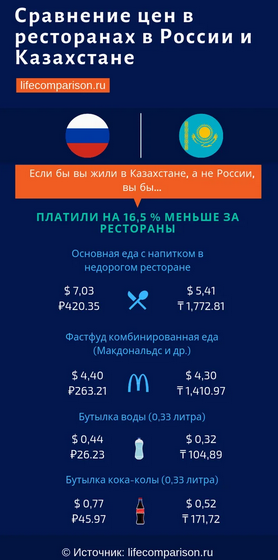 Сравнение цен в
ресторанах в России и
Казахстане
lifecomparison.ru
Если бы вы жили в Казахстане, а не России,
вы бы...
ПЛАТИЛИ НА 16,5 % МЕНЬШЕ ЗА
РЕСТОРАНЫ
Основная еда с напитком в
недорогом ресторане
$ 7,03 $ 5,41
₽420.35 ₸1,772.81
Фастфуд комбинированная еда
(Макдональдс и др.)
$ 4,40 $ 4,30
₽263.21 ₸1,410.97
Бутылка воды (0,33 литра)
$ 0,44 $ 0,32
₽26.23 ₸104,89
Бутылка кока-колы (0,33 литра)
$ 0,77 $ 0,52
₽45.97 ₸171,72
© Источник: lifecomparison.ru